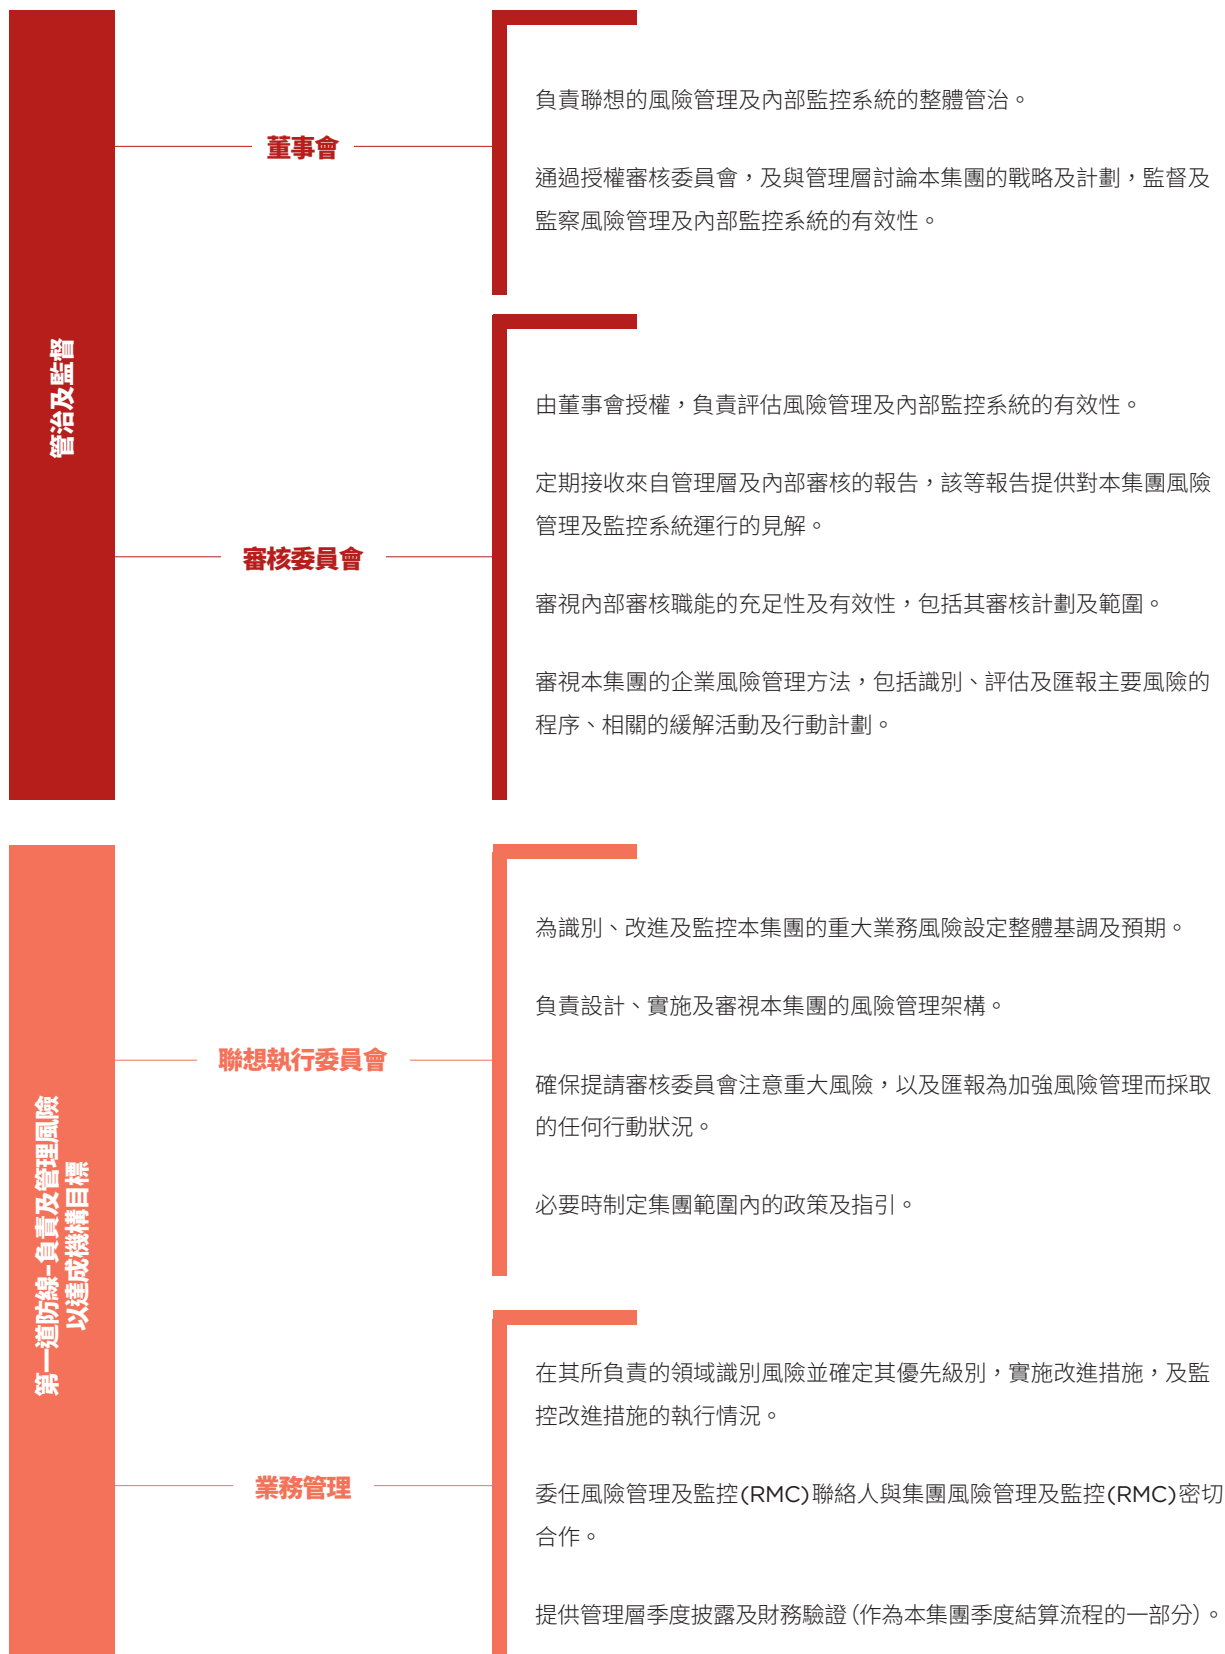 管治及監督
董事會
負責聯想的風險管理及內部監控系統的整體管治。
通過授權審核委員會，及與管理層討論本集團的戰略及計劃，監督及
監察風險管理及內部監控系統的有效性。
審核委員會
由董事會授權，負責評估風險管理及內部監控系統的有效性。
定期接收來自管理層及內部審核的報告，該等報告提供對本集團風險
管理及監控系統運行的見解。
審視內部審核職能的充足性及有效性，包括其審核計劃及範圍。
審視本集團的企業風險管理方法，包括識別、評估及匯報主要風險的
程序、相關的緩解活動及行動計劃。
第一道防線–負責及管理風險
以達成機構目標
聯想執行委員會
為識別、改進及監控本集團的重大業務風險設定整體基調及預期。
負責設計、實施及審視本集團的風險管理架構。
確保提請審核委員會注意重大風險，以及匯報為加強風險管理而採取
的任何行動狀況。
必要時制定集團範圍內的政策及指引。
業務管理
在其所負責的領域識別風險並確定其優先級別，實施改進措施，及監
控改進措施的執行情況。
委任風險管理及監控(RMC)聯絡人與集團風險管理及監控(RMC)密切
合作。
提供管理層季度披露及財務驗證（作為本集團季度結算流程的一部分）。